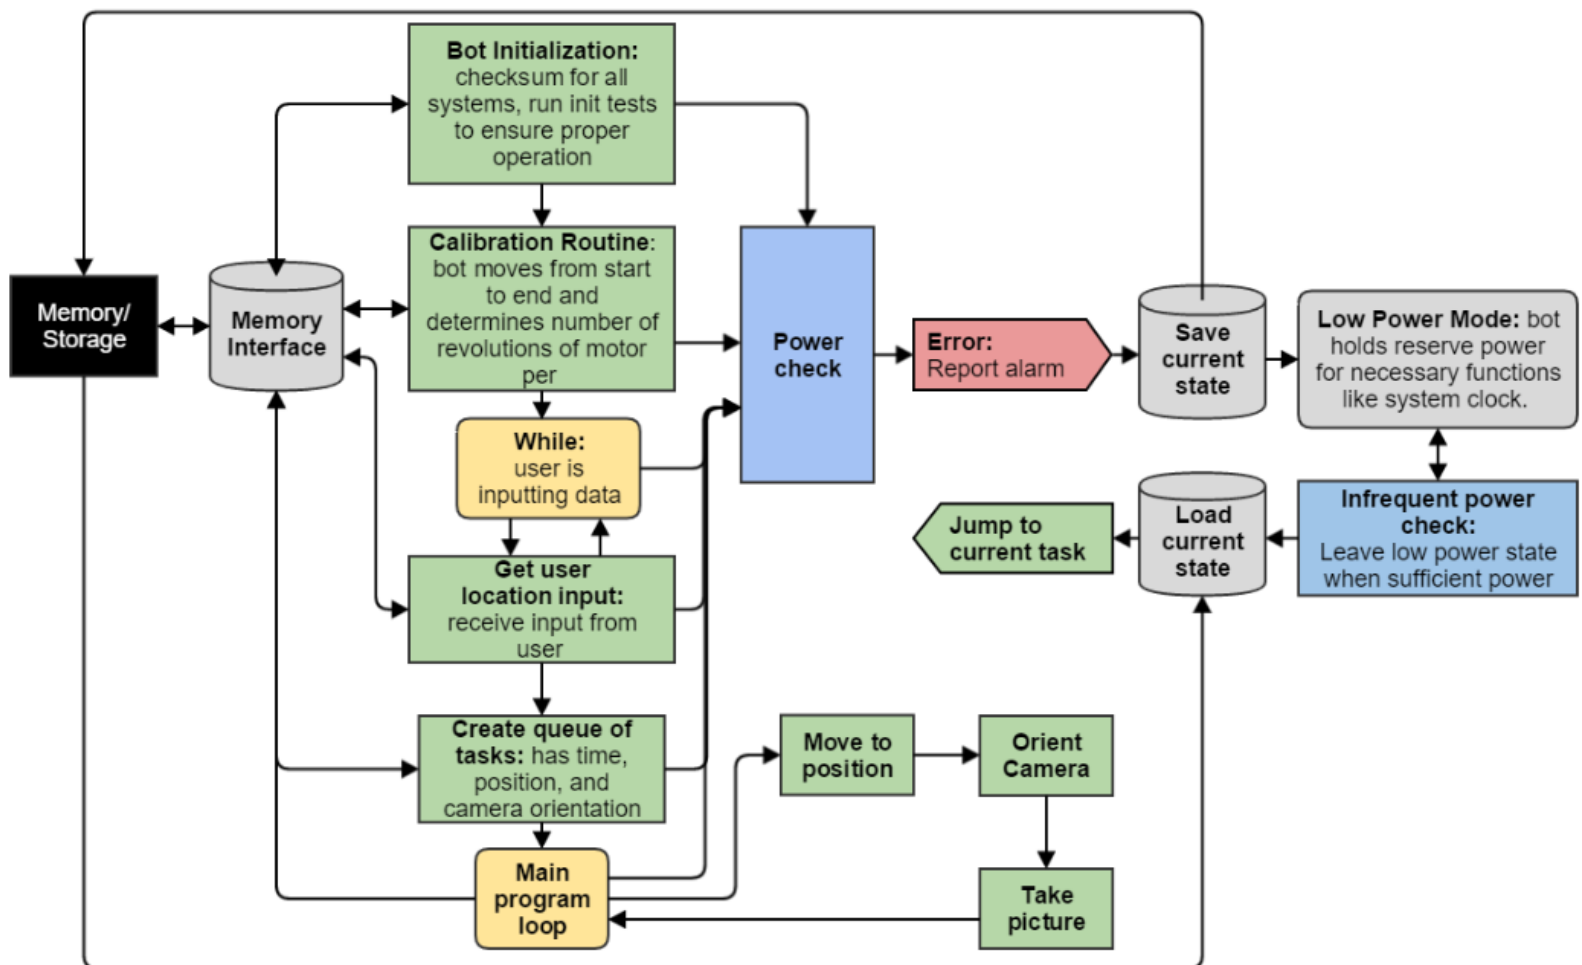 Bot Initialization:
checksum for all
systems, run init tests
to ensure proper
operation
Calibration Routine:
bot moves from start
to end and
determines number of
revolutions of motor
per
Memory/
Storage
Memory
Interface
Power
check
Error:
Report alarm
Save
current
state
Low Power Mode: bot
holds reserve power
for necessary functions
like system clock.
While:
user is
inputting data
Jump to
current task
Load
current
state
Infrequent power
check:
Leave low power state
when sufficient power
Get user
location input:
receive input from
user
Create queue of
tasks: has time,
position, and
camera orientation
Move to
position
Orient
Camera
Main
program
loop
Take
picture